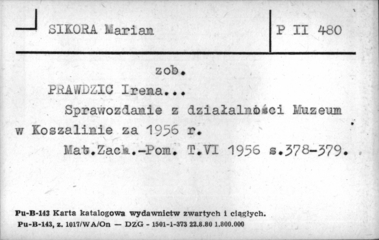 SIKORA Marian
P II 480
zob.
PRAWDZIC Irena...
Sprawozdanie z działalności Muzeum
w Koszalinie za 1956 r.
Mat.Zach.-Pom. T.VI 1956 s.378-379.
Pu-B-143 Karta katalogowa wydawnictw zwartych i ciągłych.
Pu-B-143, z. 1017/WA/On — DZG - 1501-1-373 22.8.80 1.800.000